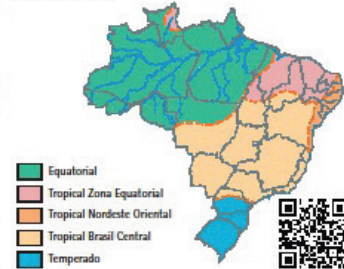 Equatorial
Tropical Zona Equatorial
Tropical Nordeste Oriental
Tropical Brasil Central
Temperado